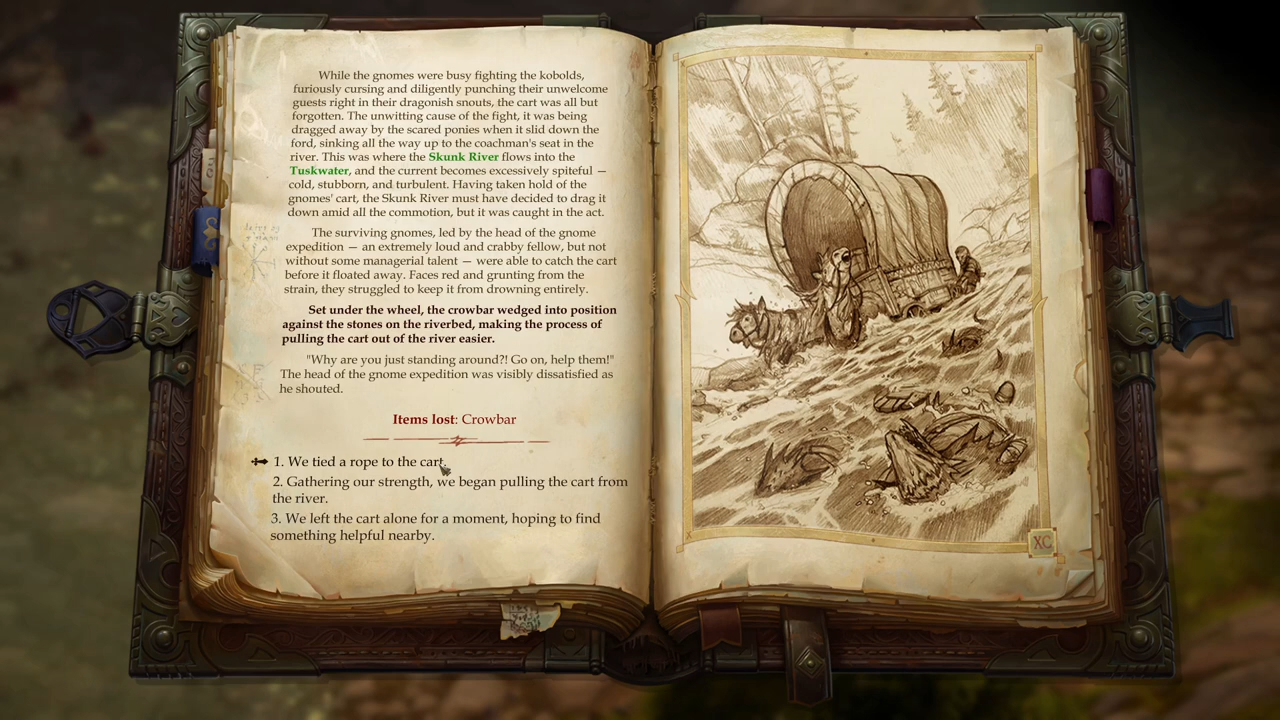 While the gnomes were busy fighting the kobolds,
furiously cursing and diligently punching their unwelcome
guests right in their dragonish snouts, the cart was all but
forgotten. The unwitting cause of the fight, it was being
dragged away by the scared ponies when it slid down the
ford, sinking all the way up to the coachman's seat in the
river. This was where the Skunk River flows into the
Tuskwater, and the current becomes excessively spiteful —
cold, stubborn, and turbulent. Having taken hold of the
gnomes' cart, the Skunk River must have decided to drag it
down amid all the commotion, but it was caught in the act.
The surviving gnomes, led by the head of the gnome
expedition — an extremely loud and crabby fellow, but not
without some managerial talent — were able to catch the cart
before it floated away. Faces red and grunting from the
strain, they struggled to keep it from drowning entirely.
Set under the wheel, the crowbar wedged into position
against the stones on the riverbed, making the process of
pulling the cart out of the river easier.
"Why are you just standing around?! Go on, help them!"
The head of the gnome expedition was visibly dissatisfied as
he shouted.
Items lost: Crowbar
1. We tied a rope to the cart.
2. Gathering our strength, we began pulling the cart from
the river.
3. We left the cart alone for a moment, hoping to find
something helpful nearby.
XC